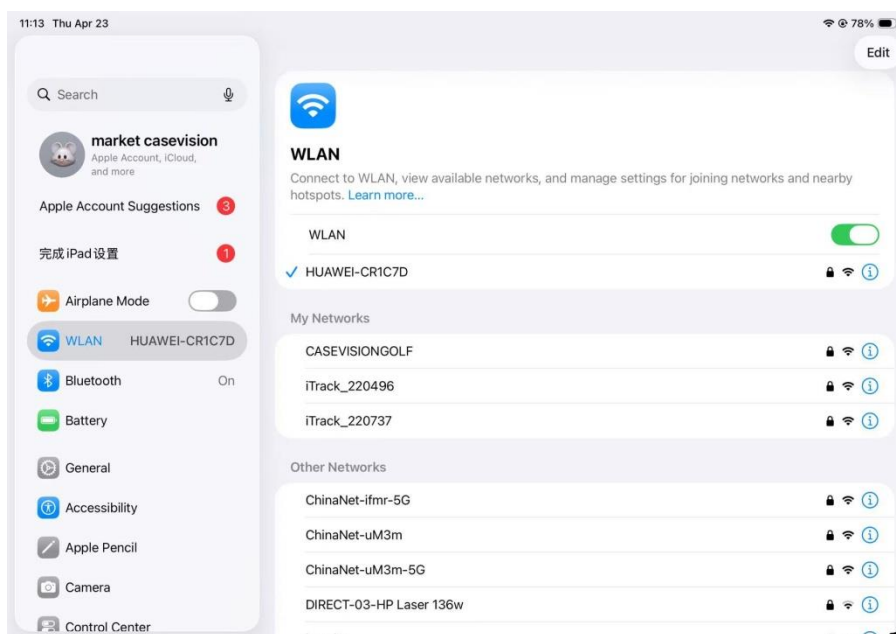 11:13 Thu Apr 23
78%
Edit
Search
market casevision
Apple Account, iCloud,
and more
Apple Account Suggestions 3
完成 iPad 设置 1
Airplane Mode
WLAN HUAWEI-CR1C7D
Bluetooth On
Battery
General
Accessibility
Apple Pencil
Camera
Control Center
WLAN
Connect to WLAN, view available networks, and manage settings for joining networks and nearby
hotspots. Learn more...
WLAN
HUAWEI-CR1C7D
My Networks
CASEVISIONGOLF
iTrack_220496
iTrack_220737
Other Networks
ChinaNet-ifmr-5G
ChinaNet-uM3m
ChinaNet-uM3m-5G
DIRECT-03-HP Laser 136w